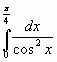 ∫₀^{π/4} dx / cos² x